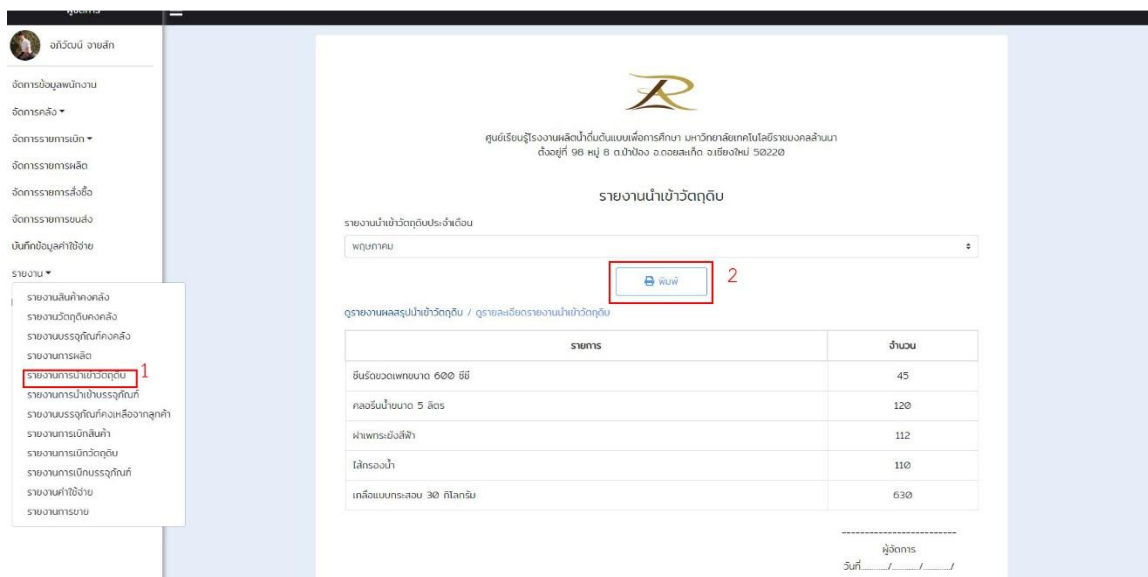 ผู้จัดการ
อภิวัฒน์ จายสัก
จัดการข้อมูลพนักงาน
จัดการคลัง
จัดการรายการเบิก
จัดการรายการผลิต
จัดการรายการสั่งซื้อ
จัดการรายการขนส่ง
บันทึกข้อมูลค่าใช้จ่าย
รายงาน
รายงานสินค้าคงคลัง
รายงานวัตถุดิบคงคลัง
รายงานบรรจุภัณฑ์คงคลัง
รายงานการผลิต
รายงานการนำเข้าวัตถุดิบ 1
รายงานการนำเข้าบรรจุภัณฑ์
รายงานบรรจุภัณฑ์คงเหลือจากลูกค้า
รายงานการเบิกสินค้า
รายงานการเบิกวัตถุดิบ
รายงานการเบิกบรรจุภัณฑ์
รายงานค่าใช้จ่าย
รายงานการขาย
ศูนย์เรียนรู้โรงงานผลิตน้ำดื่มต้นแบบเพื่อการศึกษา มหาวิทยาลัยเทคโนโลยีราชมงคลล้านนา
ตั้งอยู่ที่ 98 หมู่ 8 ต.ป่าป้อง อ.ดอยสะเก็ด จ.เชียงใหม่ 50220
รายงานนำเข้าวัตถุดิบ
รายงานนำเข้าวัตถุดิบประจำเดือน
พฤษภาคม
พิมพ์ 2
ดูรายงานผลสรุปนำเข้าวัตถุดิบ / ดูรายละเอียดรายงานนำเข้าวัตถุดิบ
รายการ จำนวน
ซีนรัดขวดเพทขนาด 600 ซีซี 45
คลอรีนน้ำขนาด 5 ลิตร 120
ฝาเพทระฆังสีฟ้า 112
ไส้กรองน้ำ 110
เกลือแบบกระสอบ 30 กิโลกรัม 630
-------------------------
ผู้จัดการ
วันที่............/............/............/